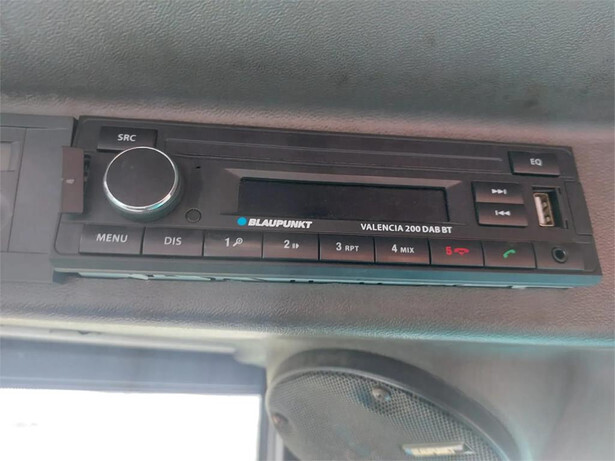 SRC
EQ
BLAUPUNKT
VALENCIA 200 DAB BT
MENU
DIS
1
2
3 RPT
4 MIX
5